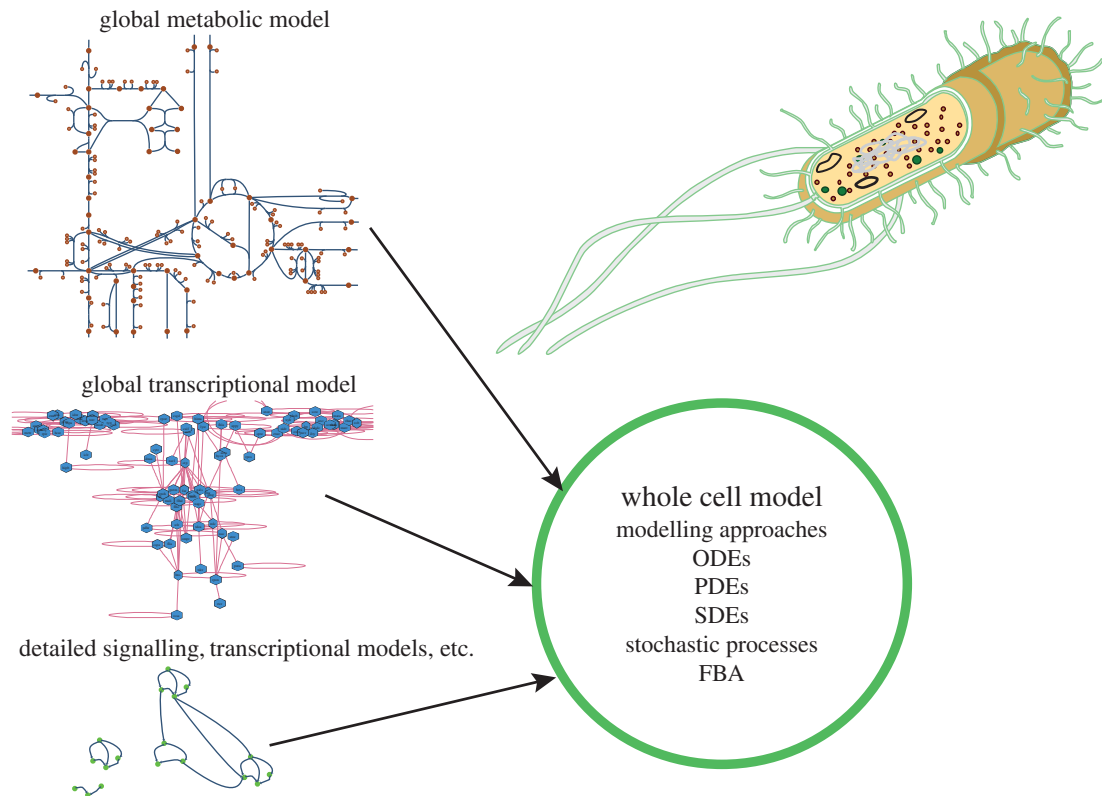 global metabolic model
global transcriptional model
detailed signalling, transcriptional models, etc.
whole cell model
modelling approaches
ODEs
PDEs
SDEs
stochastic processes
FBA